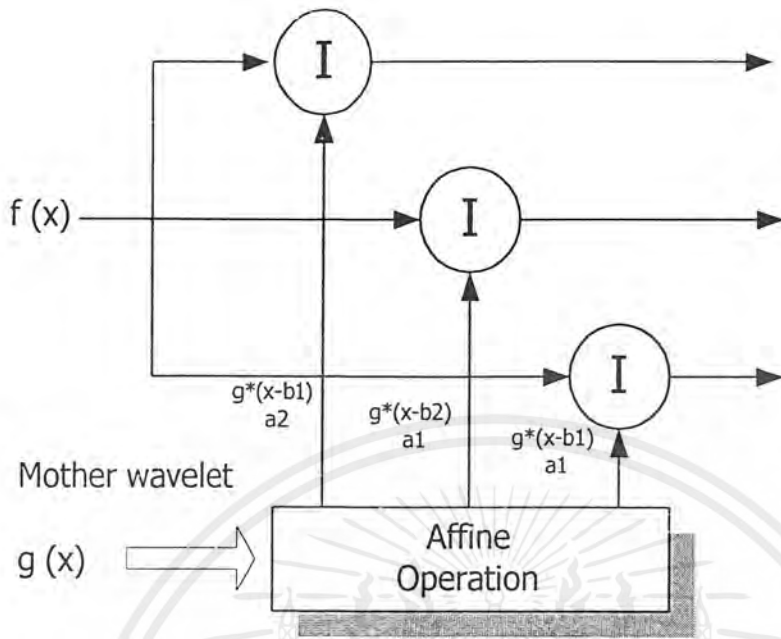 I
f (x)
I
I
g*(x-b1)
a2
g*(x-b2)
a1
g*(x-b1)
a1
Mother wavelet
g (x)
Affine
Operation